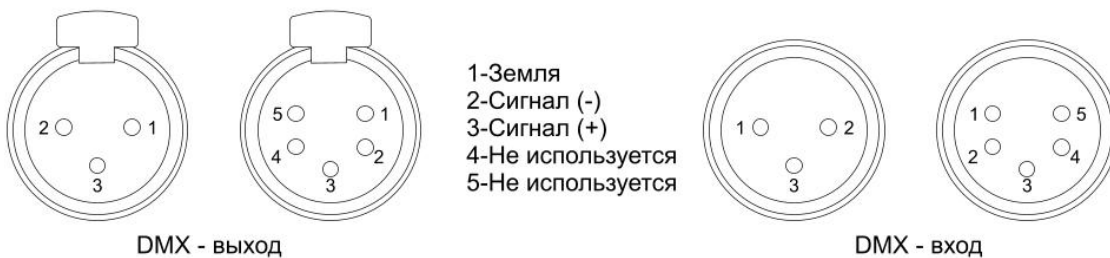 2 1
3
5 1
4 2
3
1-Земля
2-Сигнал (-)
3-Сигнал (+)
4-Не используется
5-Не используется
1 2
3
1 5
2 4
3
DMX - выход
DMX - вход